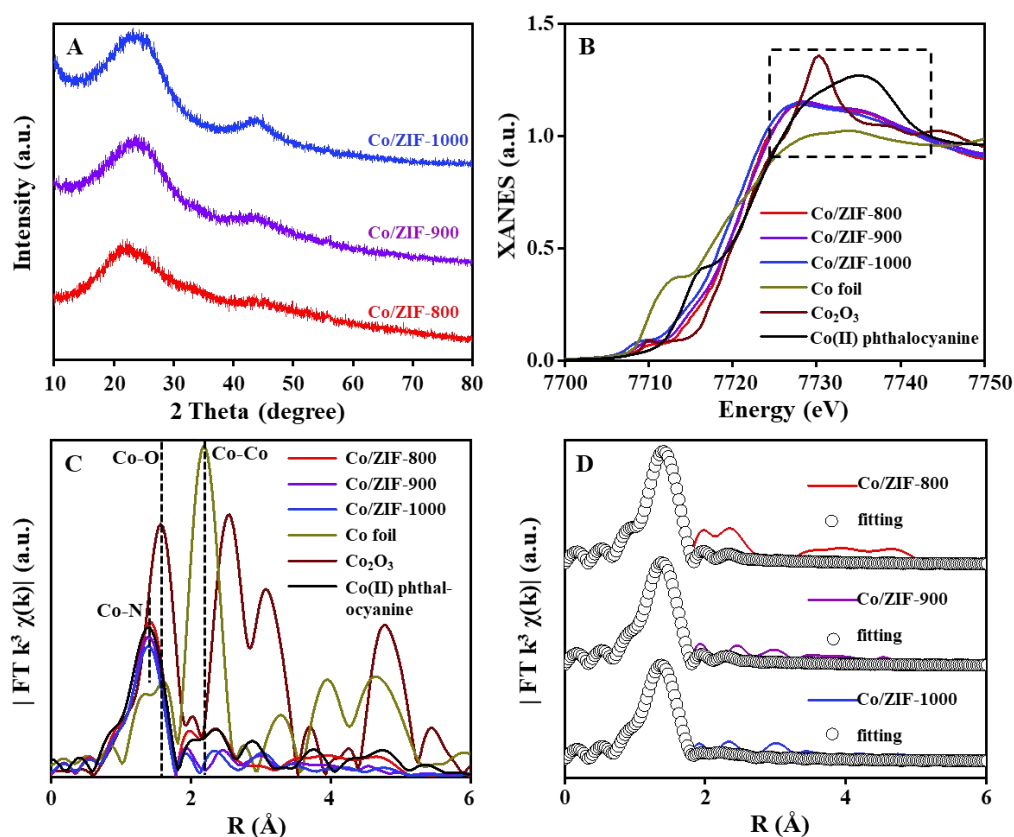 A
Intensity (a.u.)
Co/ZIF-1000
Co/ZIF-900
Co/ZIF-800
10 20 30 40 50 60 70 80
2 Theta (degree)
B
XANES (a.u.)
1.5
1.0
0.5
0.0
Co/ZIF-800
Co/ZIF-900
Co/ZIF-1000
Co foil
Co₂O₃
Co(II) phthalocyanine
7700 7710 7720 7730 7740 7750
Energy (eV)
C
| FT k³ χ(k)| (a.u.)
Co-O
Co-Co
Co-N
Co/ZIF-800
Co/ZIF-900
Co/ZIF-1000
Co foil
Co₂O₃
Co(II) phthal-
ocyanine
0 1 2 3 4 5 6
R (Å)
D
| FT k³ χ(k)| (a.u.)
Co/ZIF-800
fitting
Co/ZIF-900
fitting
Co/ZIF-1000
fitting
0 2 4 6
R (Å)